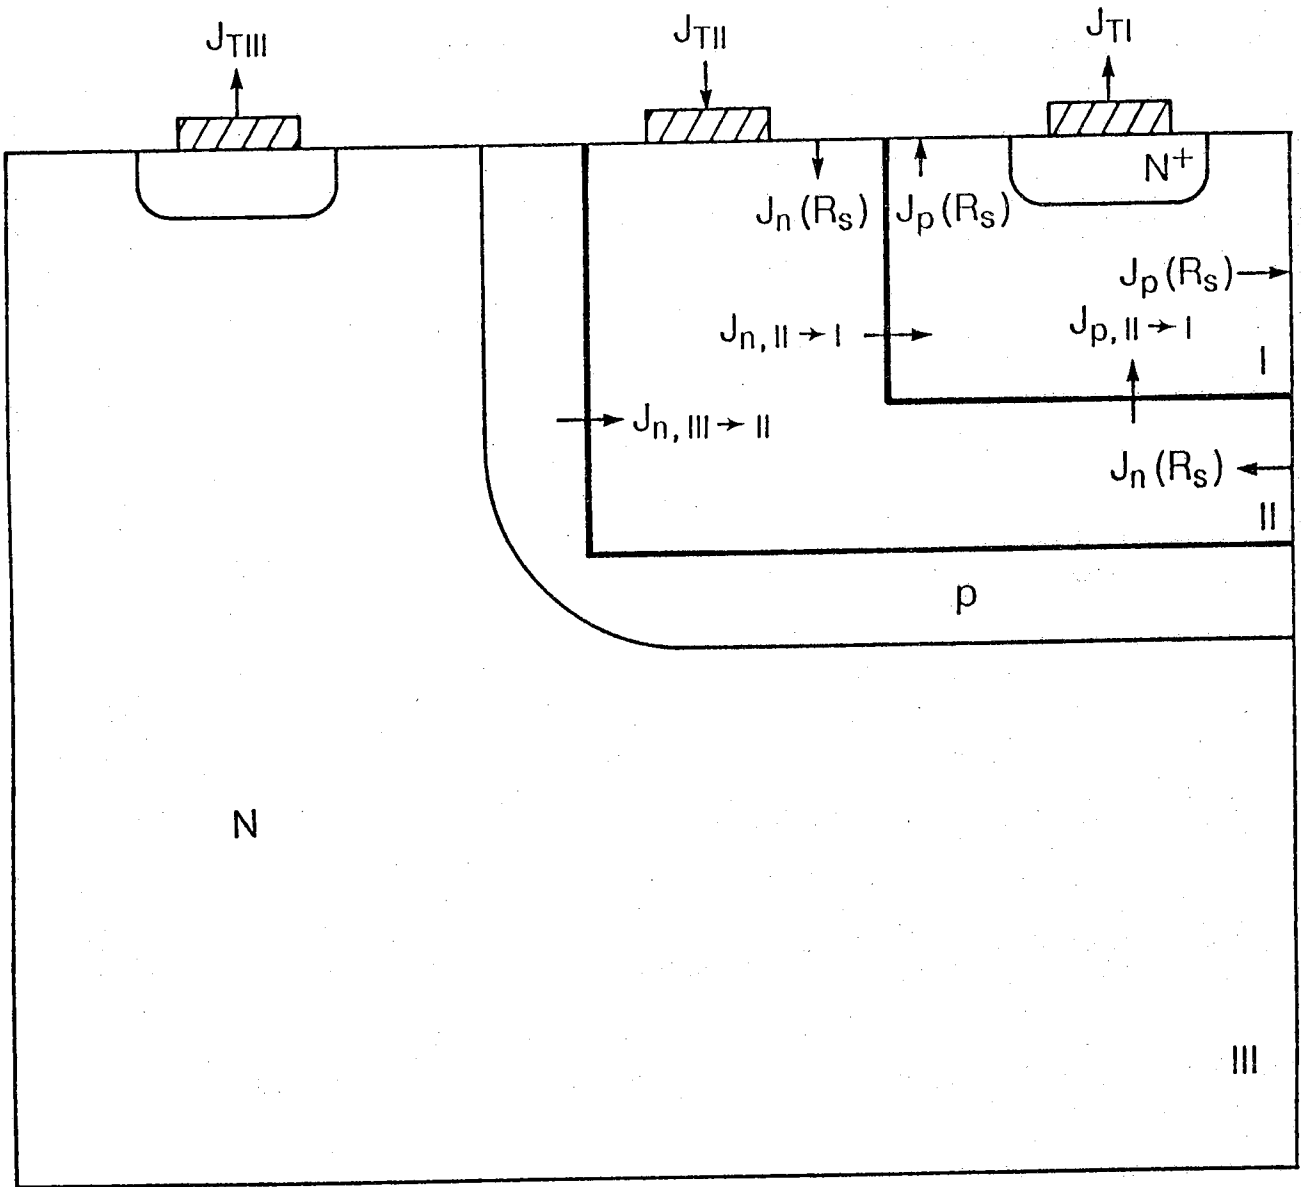 J_TIII
J_TII
J_TI
N+
J_n(R_s)
J_p(R_s)
J_p(R_s)
J_n, II → I
J_p, II → I
I
J_n, III → II
J_n(R_s)
II
p
N
III